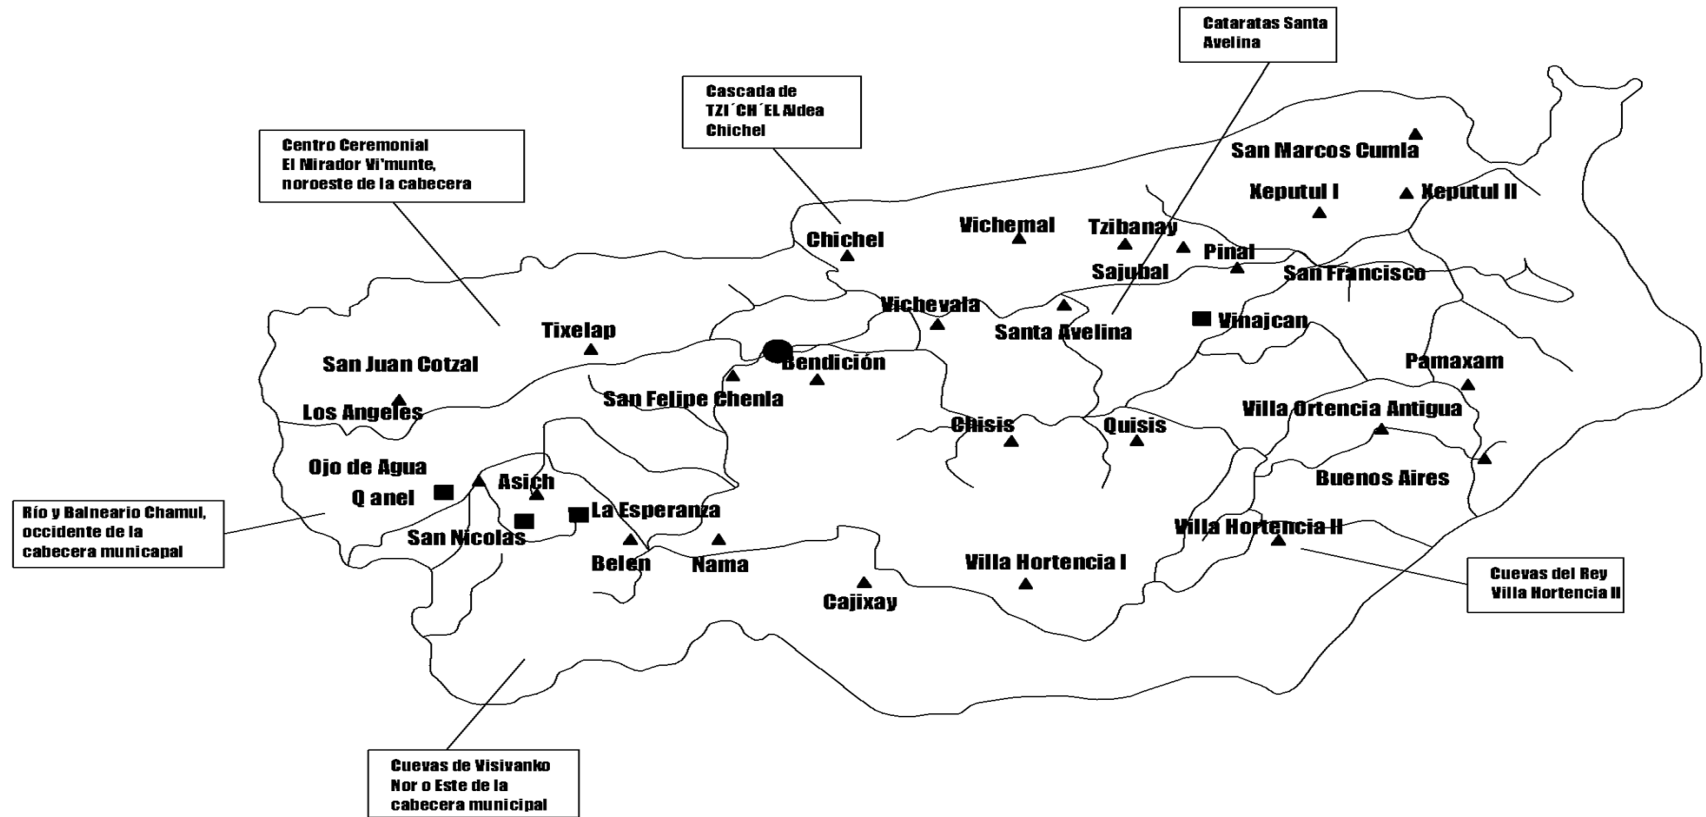 Cataratas Santa
Avelina
Cascada de
TZI´CH´EL Aldea
Chichel
Centro Ceremonial
El Mirador Vi'munte,
noroeste de la cabecera
San Marcos Cumla
Xeputul I
Xeputul II
Vichemal
Tzibanay
Chichel
Pinal
Sajubal
San Francisco
Vichevala
Santa Avelina
Vinajcan
Tixelap
Bendición
San Juan Cotzal
Pamaxam
San Felipe Chenla
Los Angeles
Villa Ortencia Antigua
Chisis
Quisis
Ojo de Agua
Asich
Buenos Aires
Q anel
La Esperanza
Río y Balneario Chamul,
occidente de la
cabecera municapal
San Nicolas
Villa Hortencia II
Belen
Nama
Villa Hortencia I
Cajixay
Cuevas del Rey
Villa Hortencia II
Cuevas de Visivanko
Nor o Este de la
cabecera municipal